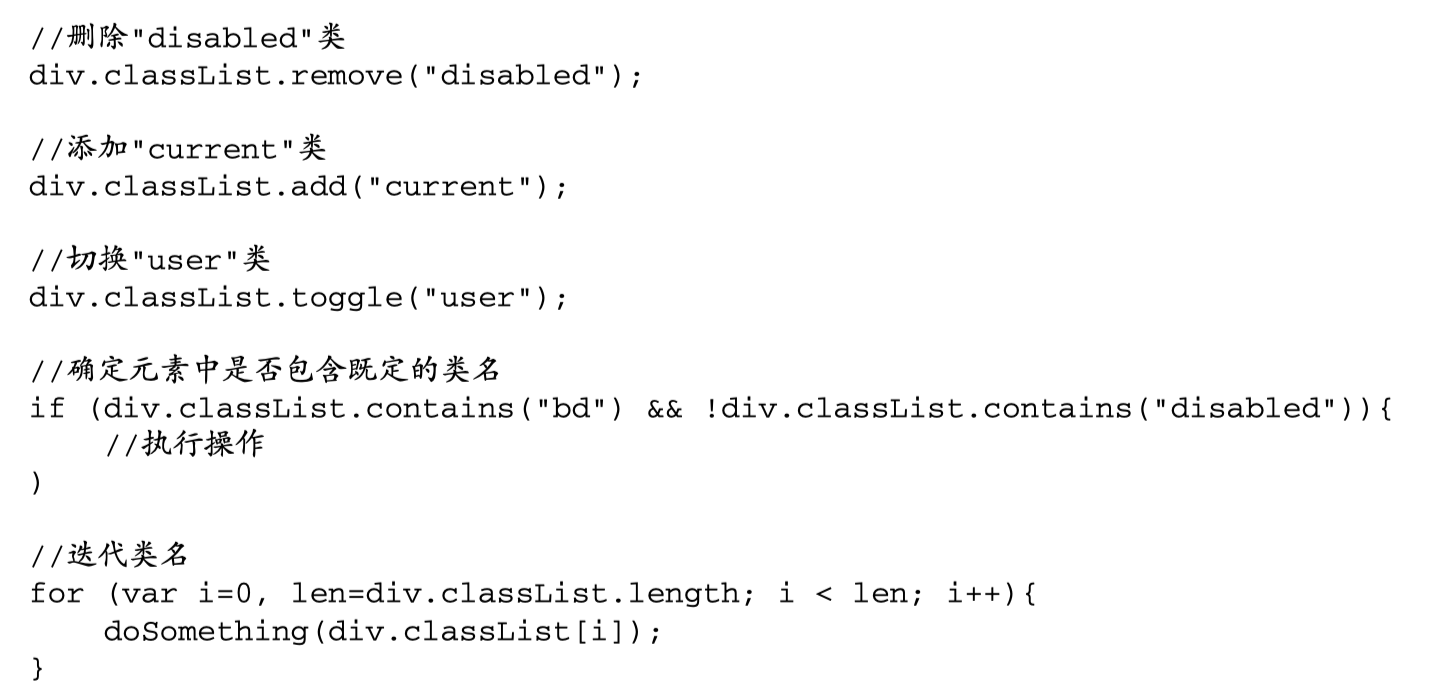 //删除"disabled"类
div.classList.remove("disabled");
//添加"current"类
div.classList.add("current");
//切换"user"类
div.classList.toggle("user");
//确定元素中是否包含既定的类名
if (div.classList.contains("bd") && !div.classList.contains("disabled")){
    //执行操作
)
//迭代类名
for (var i=0, len=div.classList.length; i < len; i++){
    doSomething(div.classList[i]);
}